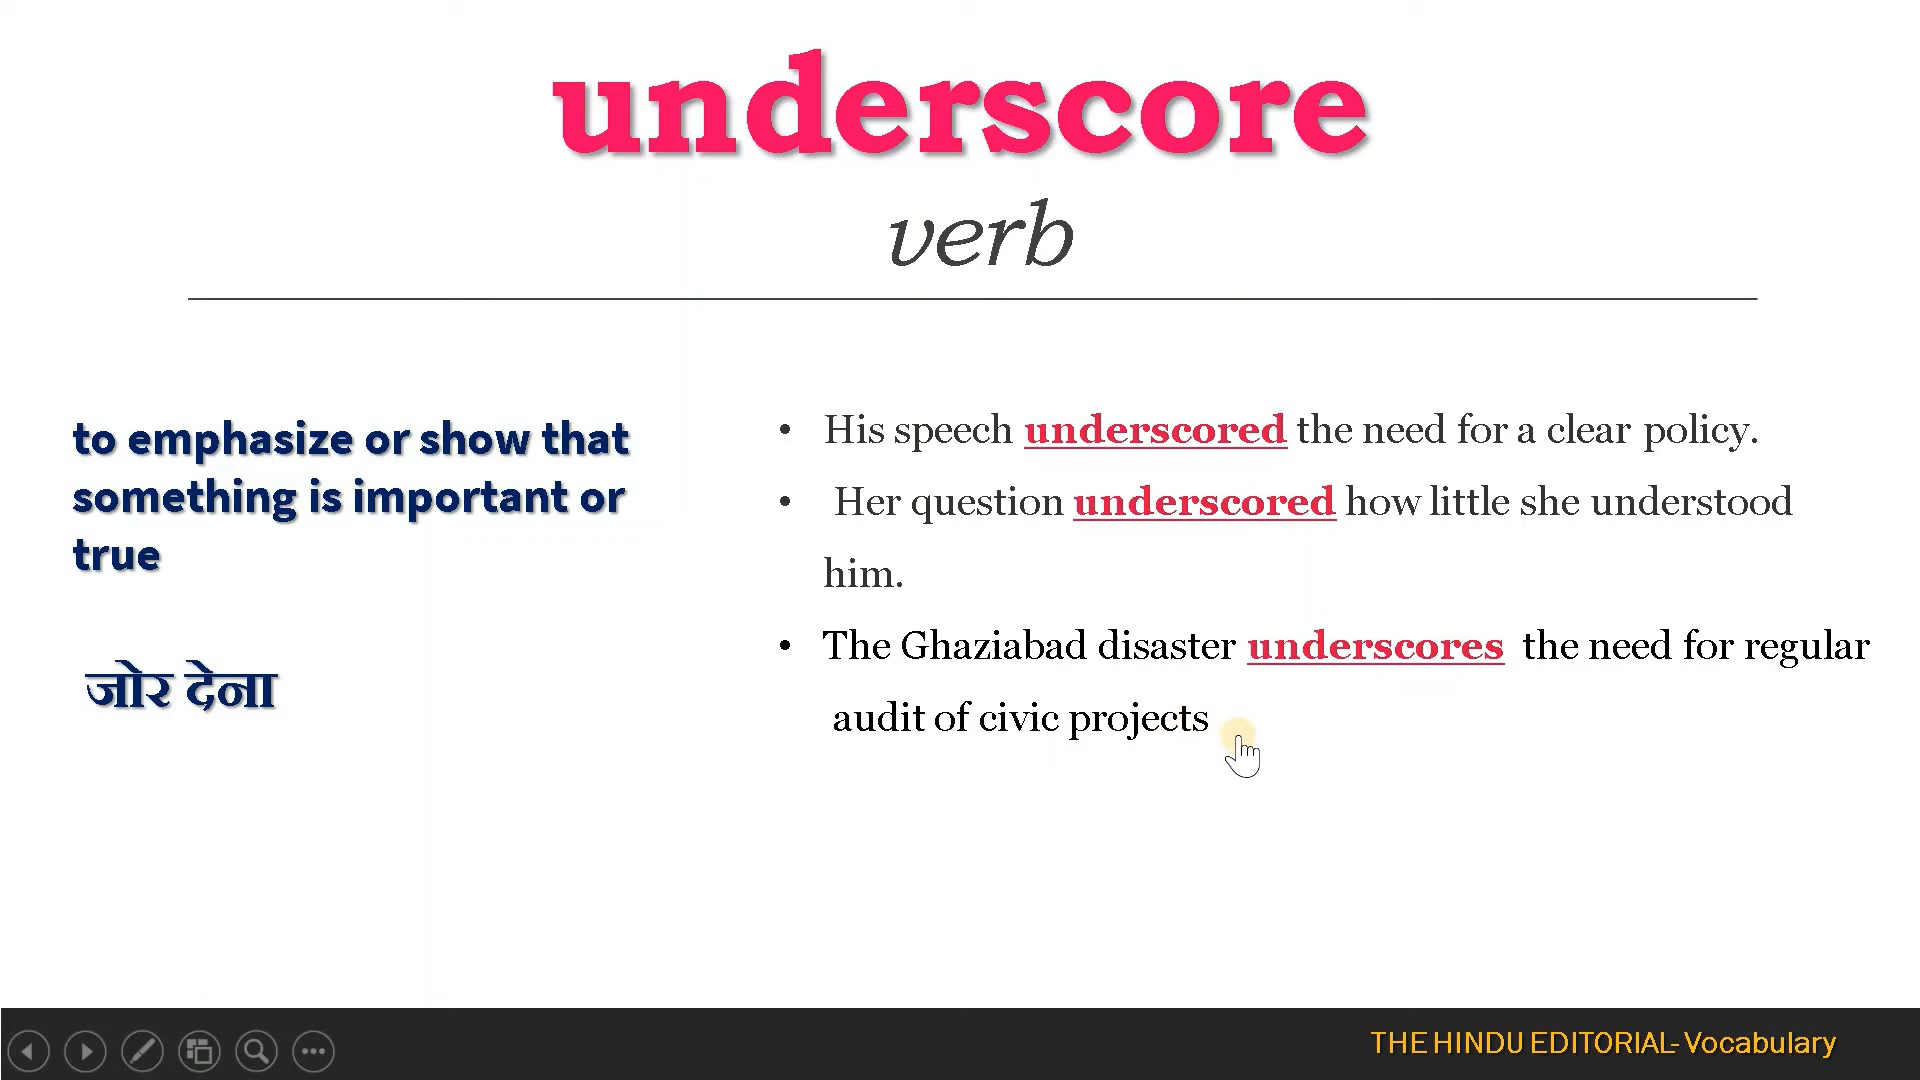 underscore
verb
to emphasize or show that
something is important or
true
जोर देना
• His speech underscored the need for a clear policy.
• Her question underscored how little she understood
him.
• The Ghaziabad disaster underscores the need for regular
audit of civic projects
THE HINDU EDITORIAL- Vocabulary